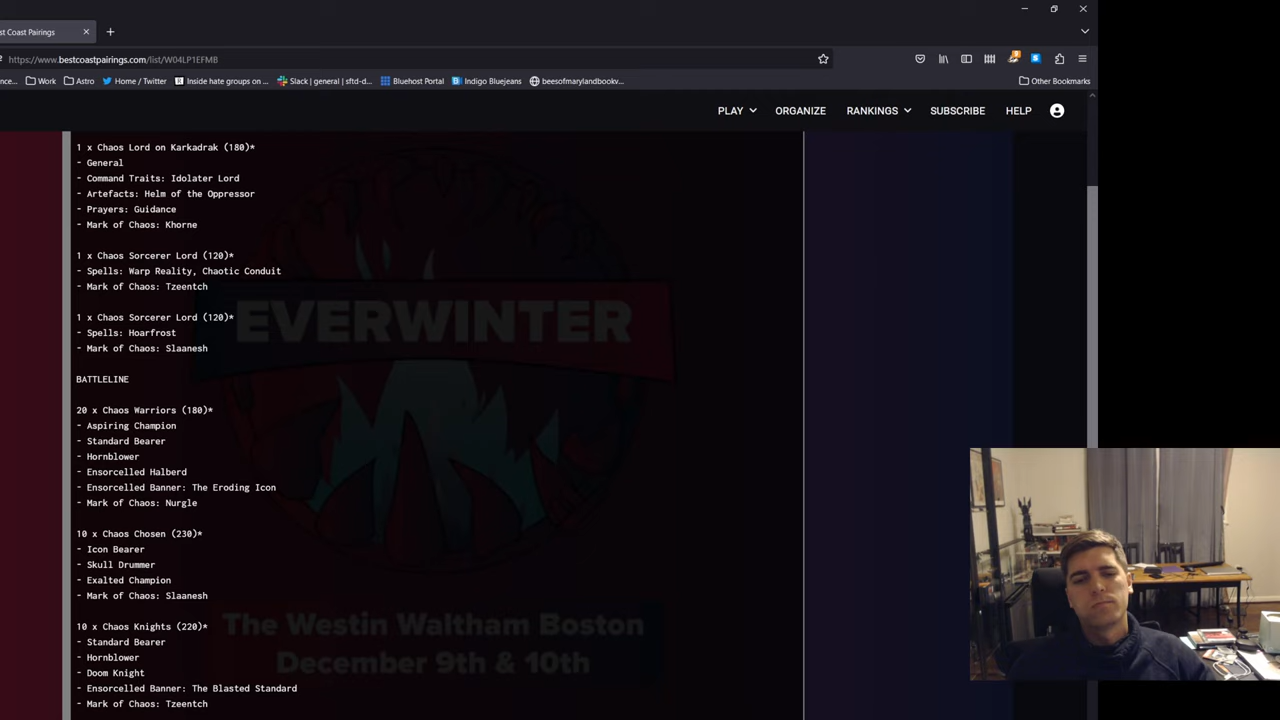 st Coast Pairings
https://www.bestcoastpairings.com/list/W04LP1EFMB
nce...
Work
Astro
Home / Twitter
Inside hate groups on ...
Slack | general | sftd-d...
Bluehost Portal
Indigo Bluejeans
beesofmarylandbookv...
Other Bookmarks
PLAY
ORGANIZE
RANKINGS
SUBSCRIBE
HELP
1 x Chaos Lord on Karkadrak (180)*
- General
- Command Traits: Idolater Lord
- Artefacts: Helm of the Oppressor
- Prayers: Guidance
- Mark of Chaos: Khorne
1 x Chaos Sorcerer Lord (120)*
- Spells: Warp Reality, Chaotic Conduit
- Mark of Chaos: Tzeentch
1 x Chaos Sorcerer Lord (120)*
- Spells: Hoarfrost
- Mark of Chaos: Slaanesh
EVERWINTER
BATTLELINE
20 x Chaos Warriors (180)*
- Aspiring Champion
- Standard Bearer
- Hornblower
- Ensorcelled Halberd
- Ensorcelled Banner: The Eroding Icon
- Mark of Chaos: Nurgle
10 x Chaos Chosen (230)*
- Icon Bearer
- Skull Drummer
- Exalted Champion
- Mark of Chaos: Slaanesh
10 x Chaos Knights (220)*
- Standard Bearer
- Hornblower
- Doom Knight
- Ensorcelled Banner: The Blasted Standard
- Mark of Chaos: Tzeentch
The Westin Waltham Boston
December 9th & 10th